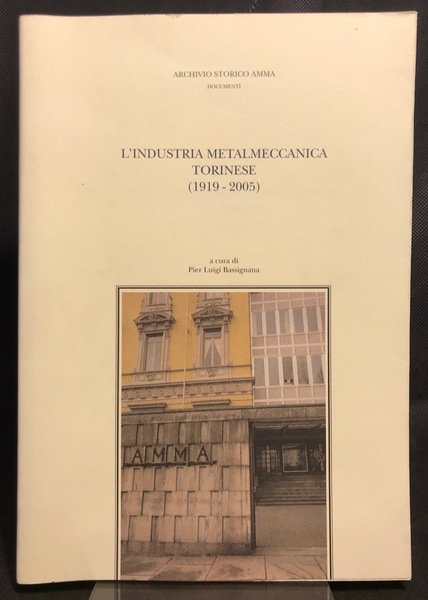 ARCHIVIO STORICO AMMA
DOCUMENTI
L'INDUSTRIA METALMECCANICA
TORINESE
(1919 - 2005)
a cura di
Pier Luigi Bassignana
AMMA